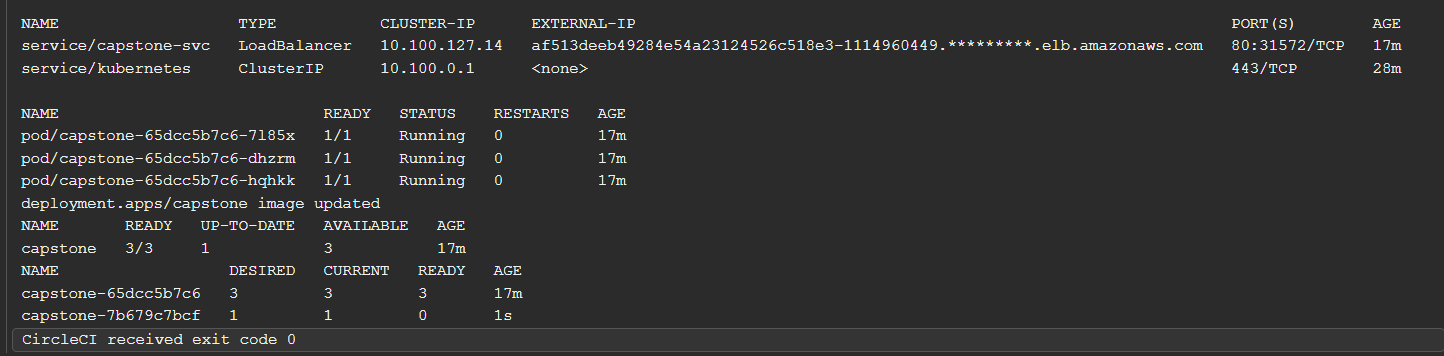 NAME TYPE CLUSTER-IP EXTERNAL-IP PORT(S) AGE
service/capstone-svc LoadBalancer 10.100.127.14 af513deeb49284e54a23124526c518e3-1114960449.*********.elb.amazonaws.com 80:31572/TCP 17m
service/kubernetes ClusterIP 10.100.0.1 <none> 443/TCP 28m
NAME READY STATUS RESTARTS AGE
pod/capstone-65dcc5b7c6-7l85x 1/1 Running 0 17m
pod/capstone-65dcc5b7c6-dhzrm 1/1 Running 0 17m
pod/capstone-65dcc5b7c6-hqhkk 1/1 Running 0 17m
deployment.apps/capstone image updated
NAME READY UP-TO-DATE AVAILABLE AGE
capstone 3/3 1 3 17m
NAME DESIRED CURRENT READY AGE
capstone-65dcc5b7c6 3 3 3 17m
capstone-7b679c7bcf 1 1 0 1s
CircleCI received exit code 0